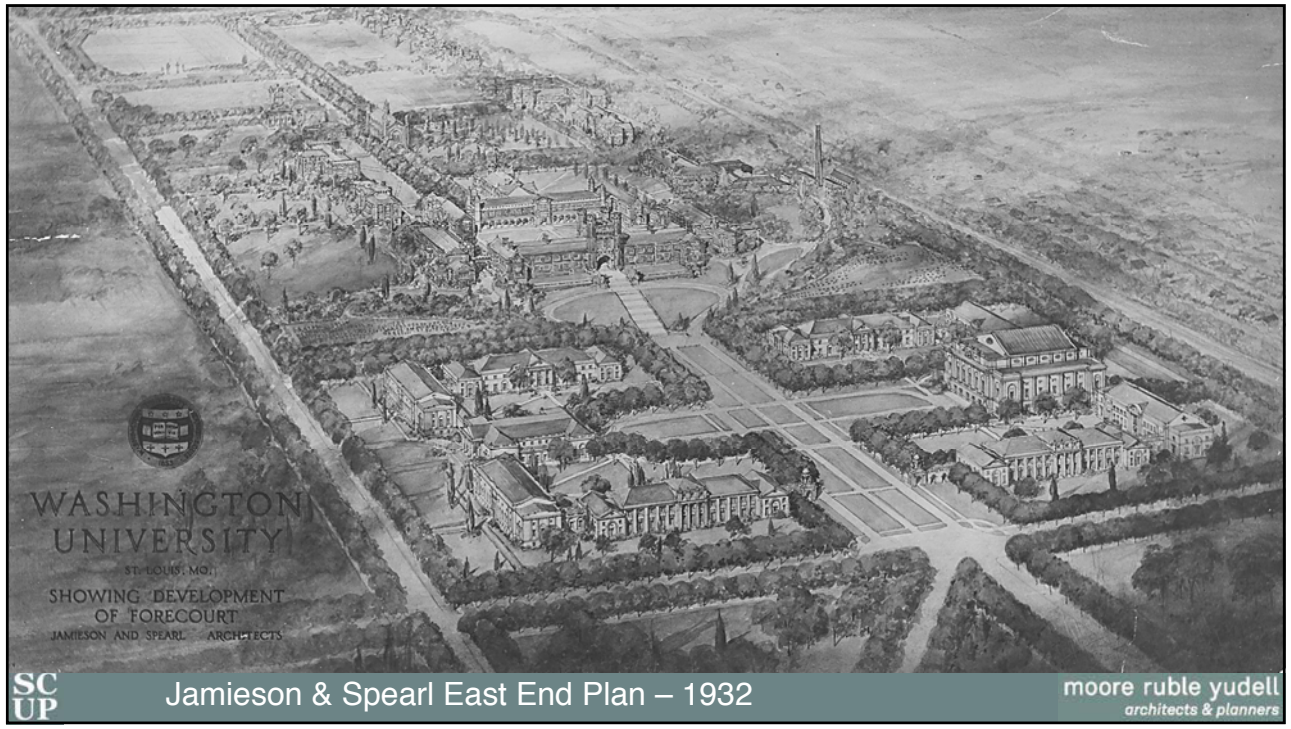 WASHINGTON
UNIVERSITY
ST. LOUIS, MO.
SHOWING DEVELOPMENT
OF FORECOURT
JAMIESON AND SPEARL ARCHITECTS
SC
UP
Jamieson & Spearl East End Plan – 1932
moore ruble yudell
architects & planners